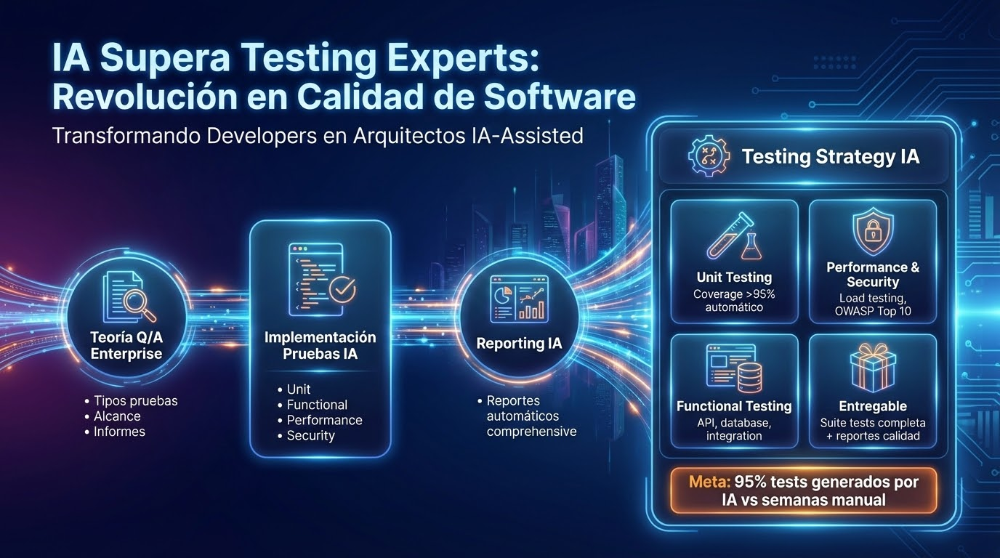 IA Supera Testing Experts:
Revolución en Calidad de Software
Transformando Developers en Arquitectos IA-Assisted
Teoría Q/A
Enterprise
• Tipos pruebas
• Alcance
• Informes
Implementación
Pruebas IA
• Unit
• Functional
• Performance
• Security
Reporting IA
• Reportes
automáticos
comprehensive
Testing Strategy IA
Unit Testing
Coverage >95%
automático
Performance &
Security
Load testing,
OWASP Top 10
Functional Testing
API, database,
integration
Entregable
Suite tests completa
+ reportes calidad
Meta: 95% tests generados por
IA vs semanas manual